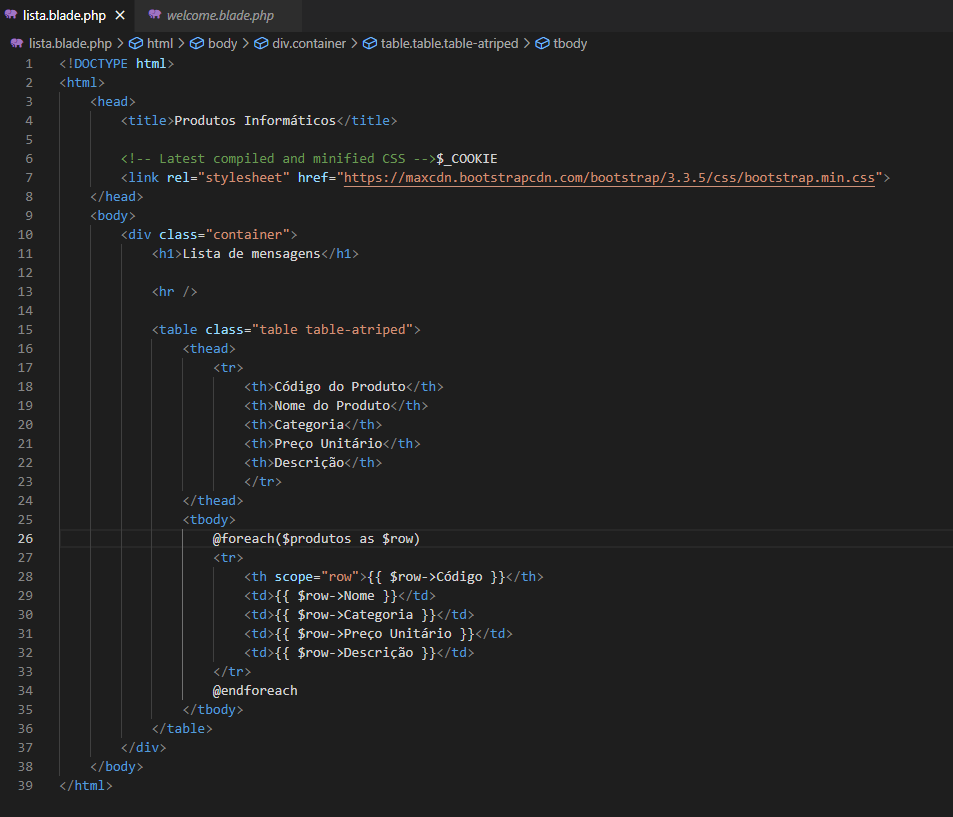 lista.blade.php × welcome.blade.php
lista.blade.php > html > body > div.container > table.table.table-atriped > tbody
1 <!DOCTYPE html>
2 <html>
3 <head>
4 <title>Produtos Informáticos</title>
5
6 <!-- Latest compiled and minified CSS -->$_COOKIE
7 <link rel="stylesheet" href="https://maxcdn.bootstrapcdn.com/bootstrap/3.3.5/css/bootstrap.min.css">
8 </head>
9 <body>
10 <div class="container">
11 <h1>Lista de mensagens</h1>
12
13 <hr />
14
15 <table class="table table-atriped">
16 <thead>
17 <tr>
18 <th>Código do Produto</th>
19 <th>Nome do Produto</th>
20 <th>Categoria</th>
21 <th>Preço Unitário</th>
22 <th>Descrição</th>
23 </tr>
24 </thead>
25 <tbody>
26 @foreach($produtos as $row)
27 <tr>
28 <th scope="row">{{ $row->Código }}</th>
29 <td>{{ $row->Nome }}</td>
30 <td>{{ $row->Categoria }}</td>
31 <td>{{ $row->Preço Unitário }}</td>
32 <td>{{ $row->Descrição }}</td>
33 </tr>
34 @endforeach
35 </tbody>
36 </table>
37 </div>
38 </body>
39 </html>